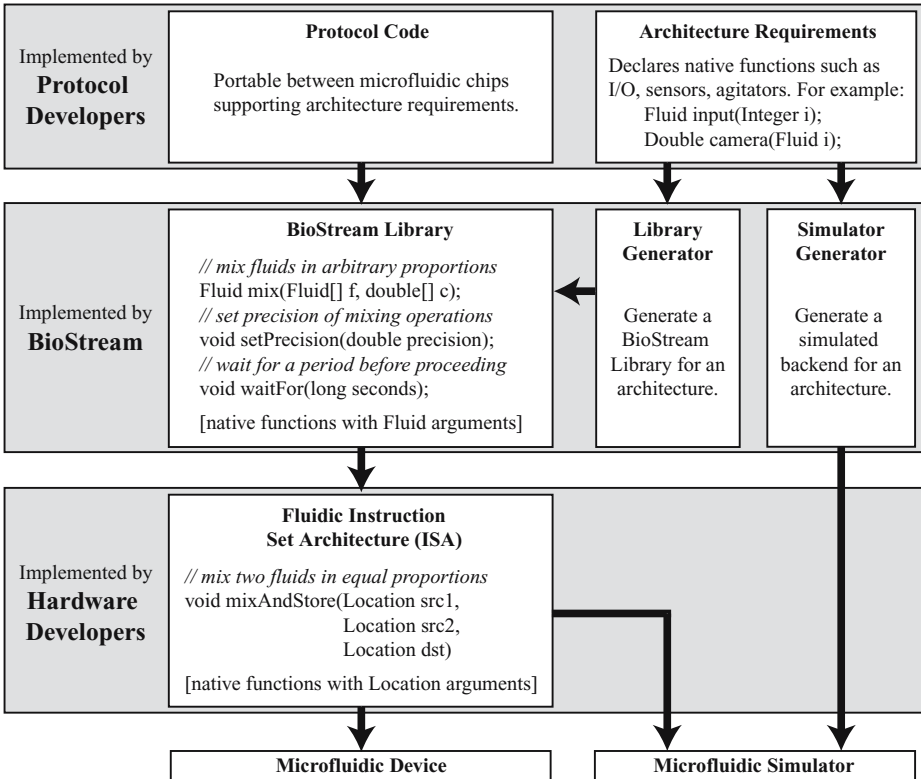 Implemented by
Protocol
Developers
Protocol Code
Portable between microfluidic chips
supporting architecture requirements.
Architecture Requirements
Declares native functions such as
I/O, sensors, agitators. For example:
Fluid input(Integer i);
Double camera(Fluid i);
Implemented by
BioStream
BioStream Library
// mix fluids in arbitrary proportions
Fluid mix(Fluid[] f, double[] c);
// set precision of mixing operations
void setPrecision(double precision);
// wait for a period before proceeding
void waitFor(long seconds);
[native functions with Fluid arguments]
Library
Generator
Generate a
BioStream
Library for an
architecture.
Simulator
Generator
Generate a
simulated
backend for an
architecture.
Implemented by
Hardware
Developers
Fluidic Instruction
Set Architecture (ISA)
// mix two fluids in equal proportions
void mixAndStore(Location src1,
Location src2,
Location dst)
[native functions with Location arguments]
Microfluidic Device
Microfluidic Simulator